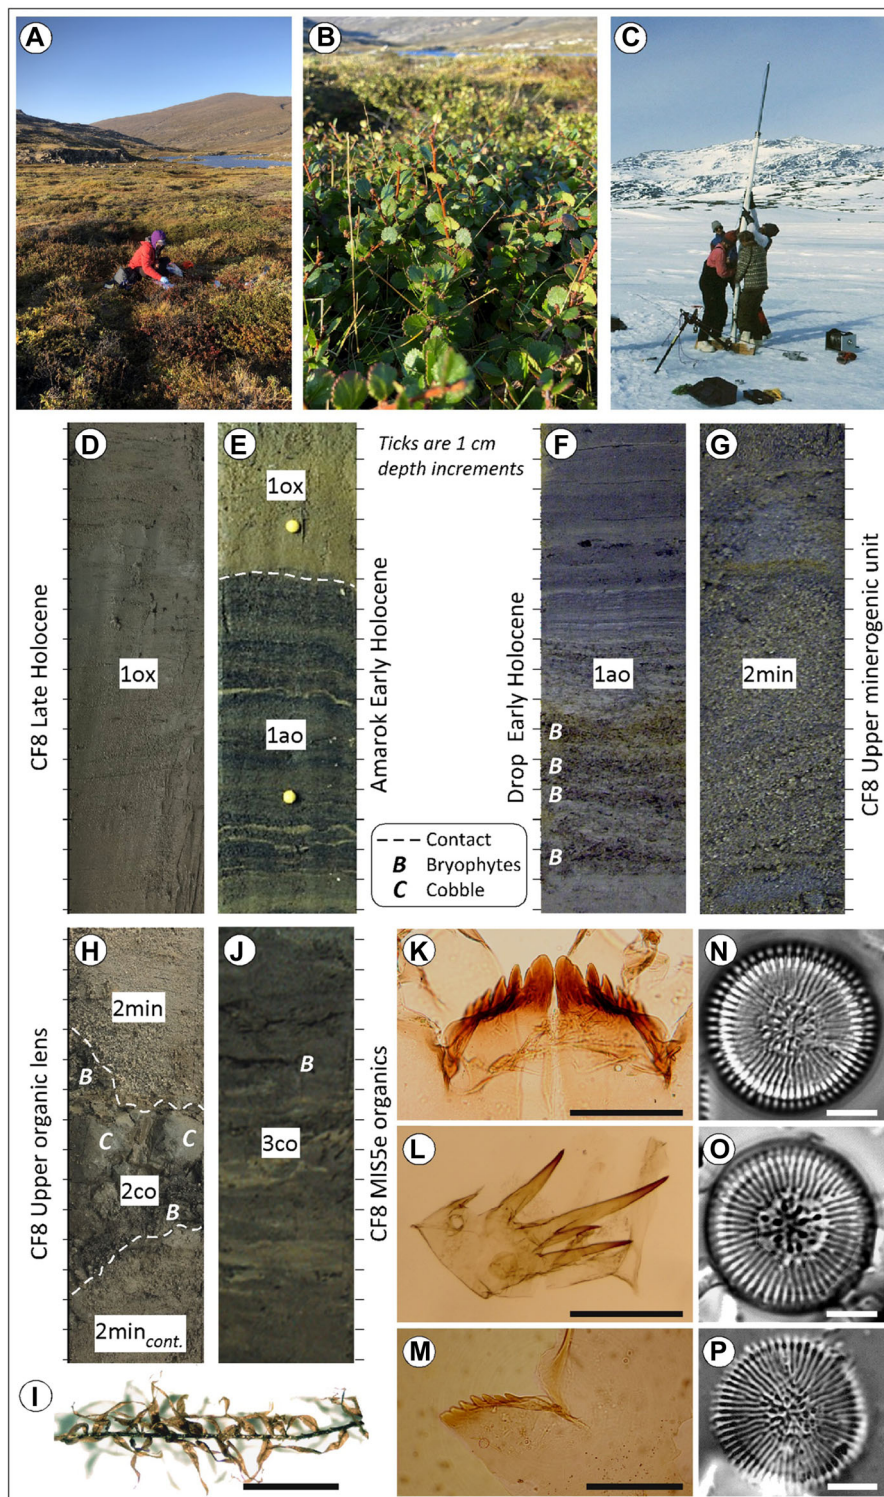 A
B
C
D
E
Ticks are 1 cm
depth increments
F
G
CF8 Late Holocene
1ox
1ox
1ao
Amarok Early Holocene
Drop Early Holocene
1ao
B
B
B
B
2min
CF8 Upper minerogenic unit
Contact
B Bryophytes
C Cobble
H
J
K
N
CF8 Upper organic lens
2min
B
C
C
2co
B
2min cont.
B
3co
CF8 MIS5e organics
L
O
M
P
I